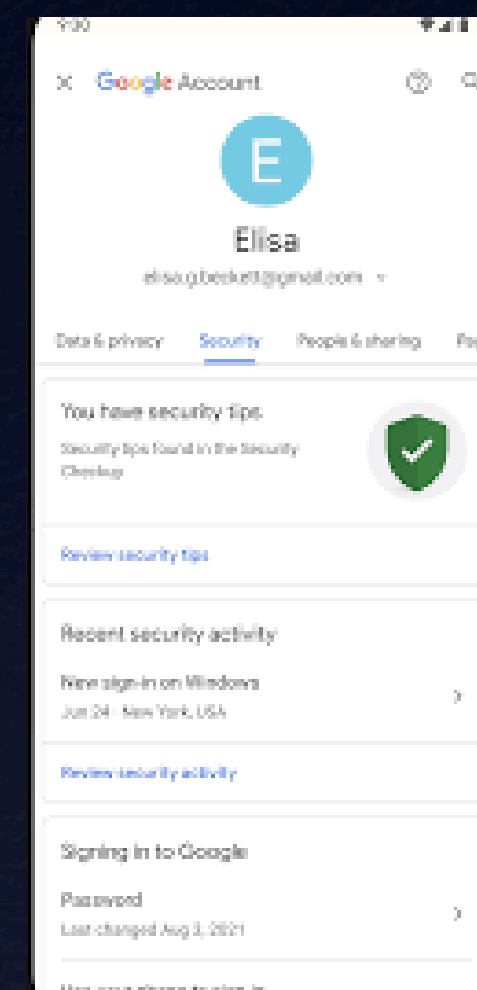 9:00
Google Account
E
Elisa
elisa.g.beckett@gmail.com
Data & privacy Security People & sharing
You have security tips
Security tips found in the Security
Checkup
Review security tips
Recent security activity
New sign-in on Windows
Jun 24 · New York, USA
Review security activity
Signing in to Google
Password
Last changed Aug 3, 2021